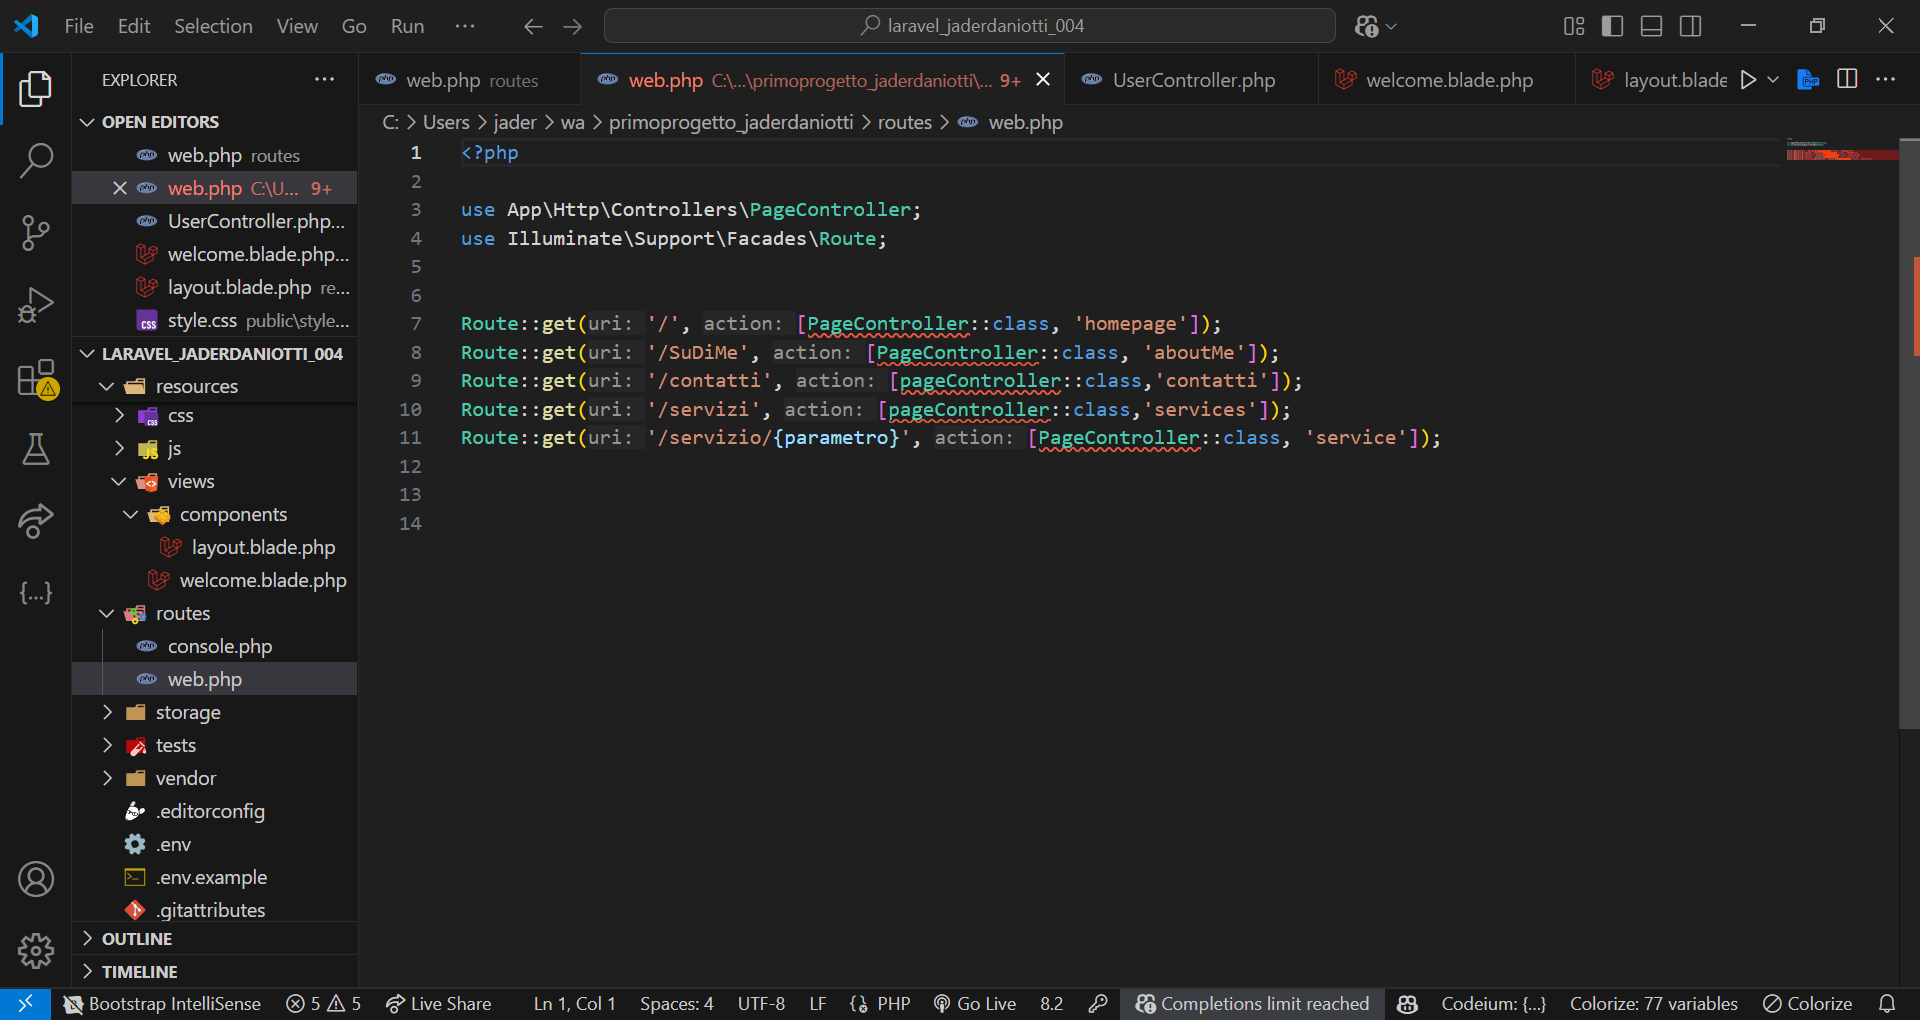 File Edit Selection View Go Run ···
laravel_jaderdaniotti_004
EXPLORER
OPEN EDITORS
web.php routes
web.php C:\U... 9+
UserController.php...
welcome.blade.php...
layout.blade.php re...
style.css public\style...
LARAVEL_JADERDANIOTTI_004
resources
css
js
views
components
layout.blade.php
welcome.blade.php
routes
console.php
web.php
storage
tests
vendor
.editorconfig
.env
.env.example
.gitattributes
OUTLINE
TIMELINE
web.php routes
web.php C:\...\primoprogetto_jaderdaniotti\... 9+
UserController.php
welcome.blade.php
layout.blade
C: > Users > jader > wa > primoprogetto_jaderdaniotti > routes > web.php
1 <?php
2
3 use App\Http\Controllers\PageController;
4 use Illuminate\Support\Facades\Route;
5
6
7 Route::get(uri: '/', action: [PageController::class, 'homepage']);
8 Route::get(uri: '/SuDiMe', action: [PageController::class, 'aboutMe']);
9 Route::get(uri: '/contatti', action: [pageController::class,'contatti']);
10 Route::get(uri: '/servizi', action: [pageController::class,'services']);
11 Route::get(uri: '/servizio/{parametro}', action: [PageController::class, 'service']);
12
13
14
Bootstrap IntelliSense 5 5 Live Share Ln 1, Col 1 Spaces: 4 UTF-8 LF PHP Go Live 8.2 Completions limit reached Codeium: {...} Colorize: 77 variables Colorize